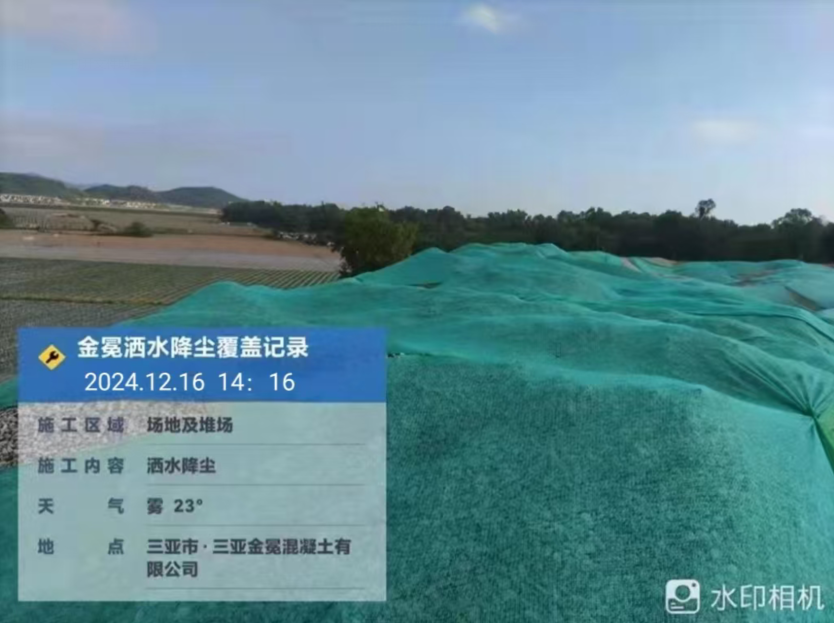 金冕洒水降尘覆盖记录
2024.12.16 14：16
施工区域 场地及堆场
施工内容 洒水降尘
天气 雾 23°
地点 三亚市·三亚金冕混凝土有
限公司
水印相机